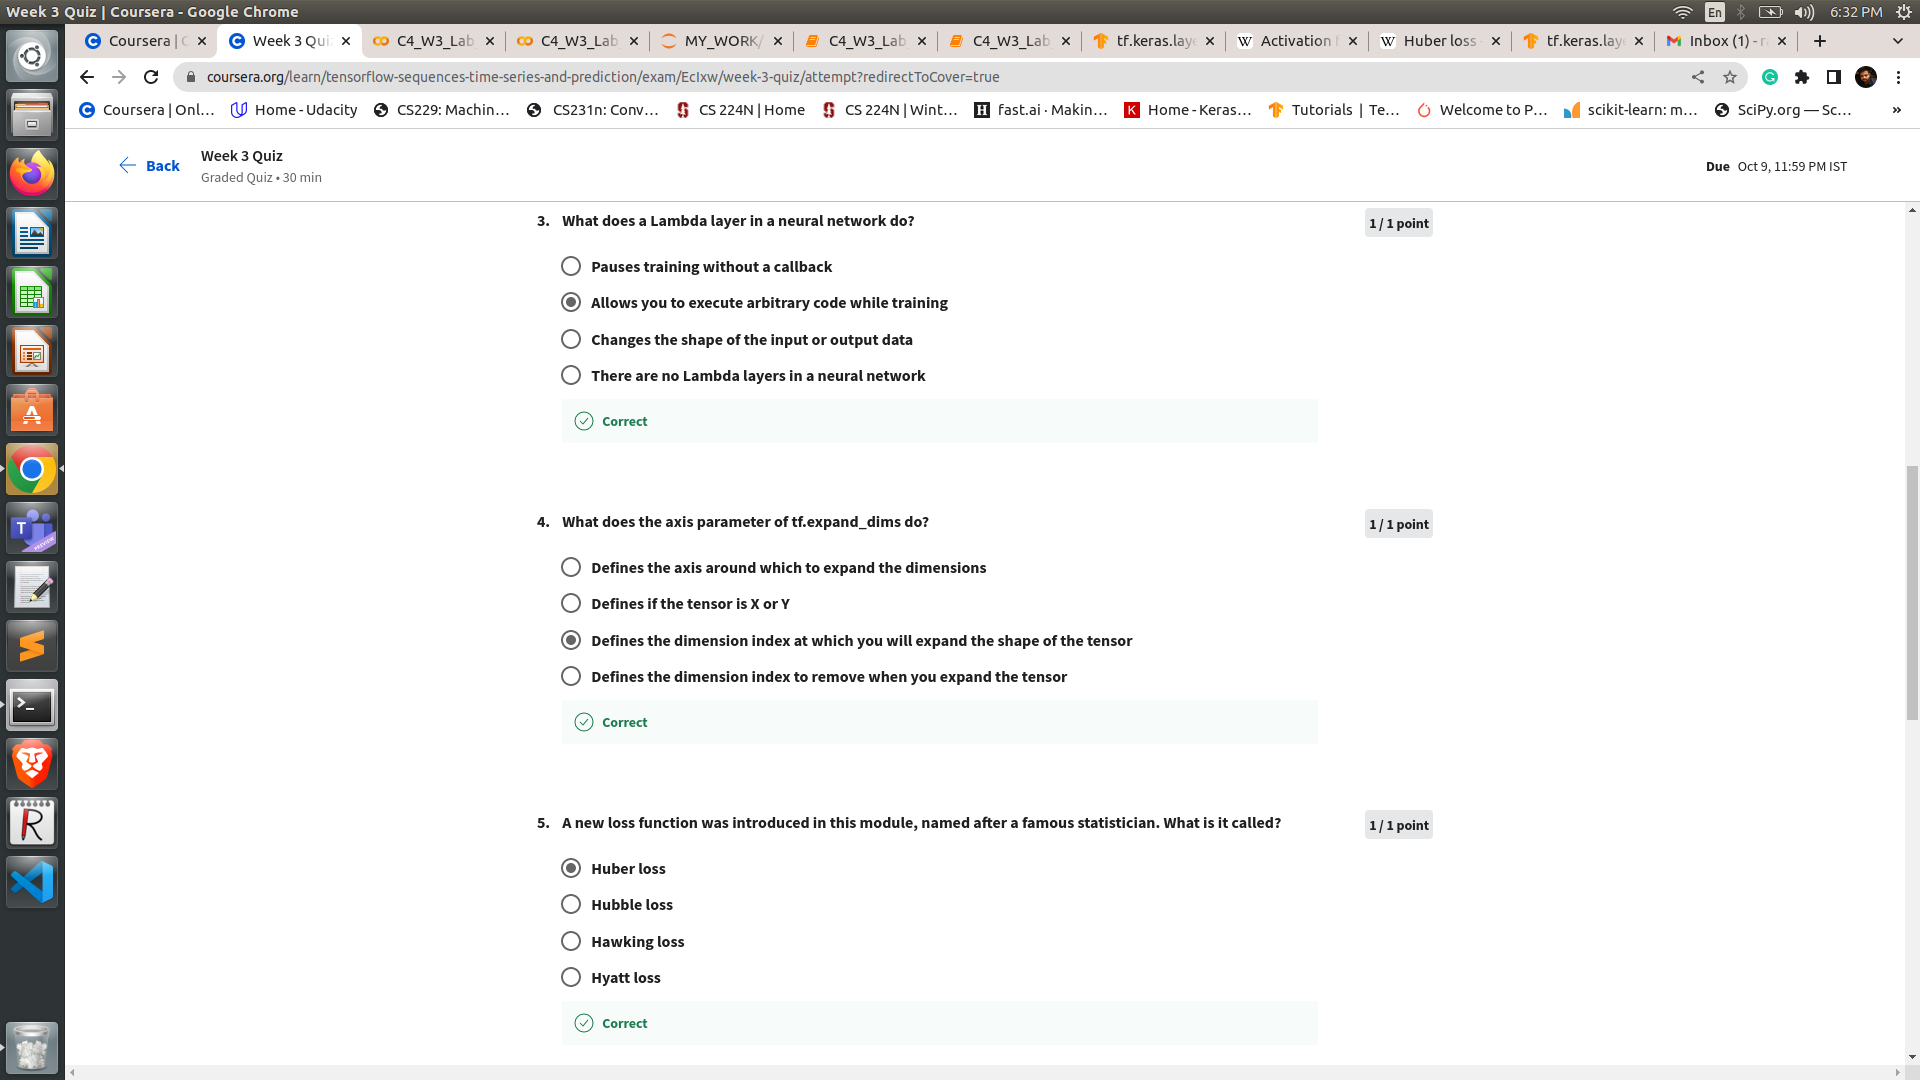 Week 3 Quiz | Coursera - Google Chrome
En
6:32 PM
Coursera | C
Week 3 Qui
C4_W3_Lab
C4_W3_Lab
MY_WORK/
C4_W3_Lab
C4_W3_Lab
tf.keras.laye
Activation f
Huber loss
tf.keras.lay
Inbox (1) - r
coursera.org/learn/tensorflow-sequences-time-series-and-prediction/exam/EcIxw/week-3-quiz/attempt?redirectToCover=true
Coursera | Onl...
Home - Udacity
CS229: Machin...
CS231n: Conv...
CS 224N | Home
CS 224N | Wint...
fast.ai · Makin...
Home - Keras...
Tutorials | Te...
Welcome to P...
scikit-learn: m...
SciPy.org — Sc...
»
Back
Week 3 Quiz
Graded Quiz • 30 min
Due Oct 9, 11:59 PM IST
3. What does a Lambda layer in a neural network do?
1 / 1 point
Pauses training without a callback
Allows you to execute arbitrary code while training
Changes the shape of the input or output data
There are no Lambda layers in a neural network
Correct
4. What does the axis parameter of tf.expand_dims do?
1 / 1 point
Defines the axis around which to expand the dimensions
Defines if the tensor is X or Y
Defines the dimension index at which you will expand the shape of the tensor
Defines the dimension index to remove when you expand the tensor
Correct
5. A new loss function was introduced in this module, named after a famous statistician. What is it called?
1 / 1 point
Huber loss
Hubble loss
Hawking loss
Hyatt loss
Correct